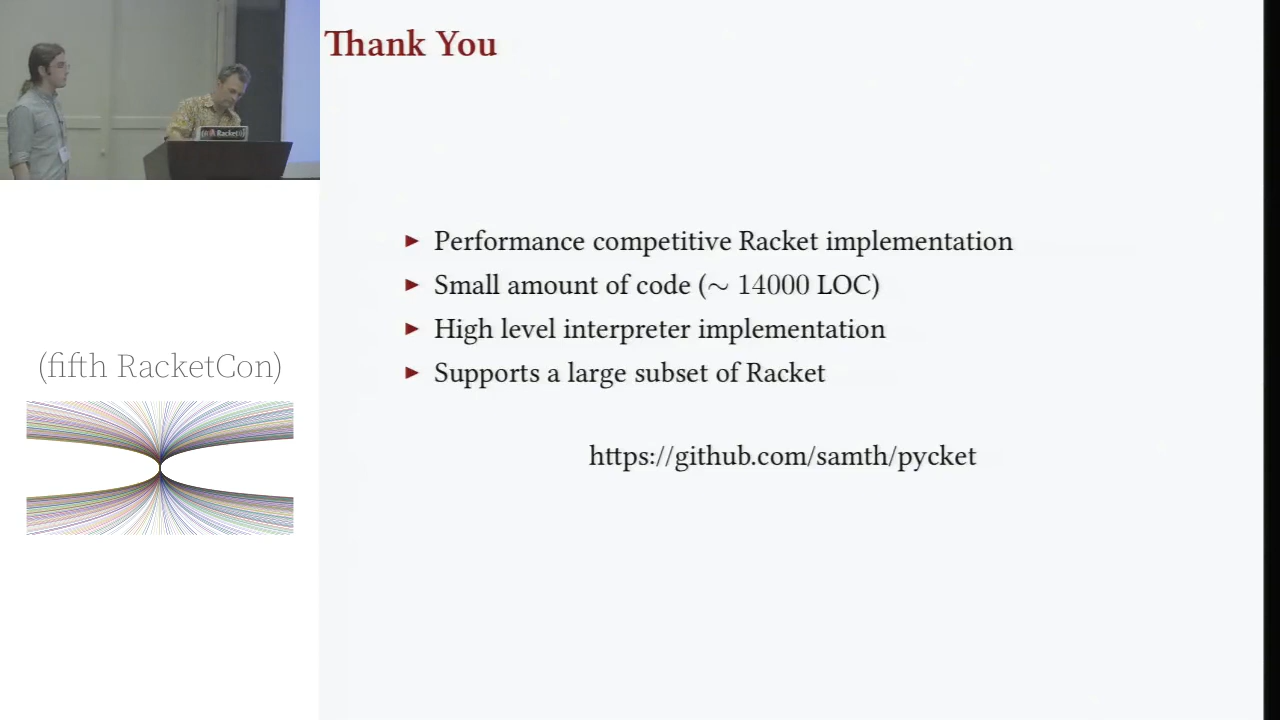 Thank You
► Performance competitive Racket implementation
► Small amount of code (∼ 14000 LOC)
► High level interpreter implementation
► Supports a large subset of Racket
https://github.com/samth/pycket
(fifth RacketCon)